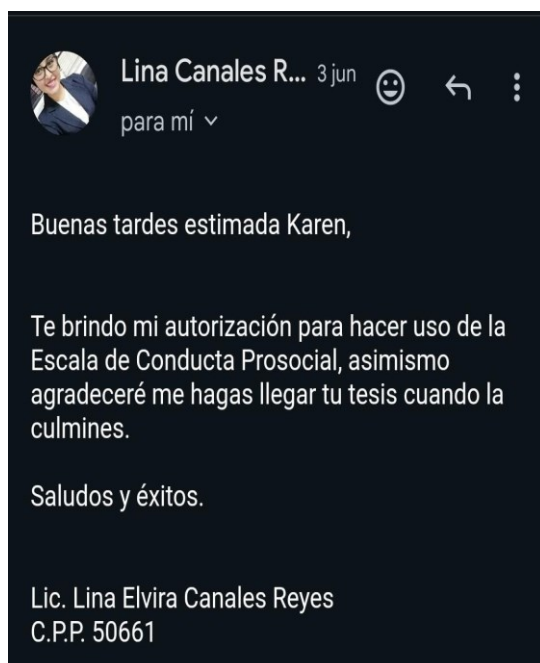 Lina Canales R... 3 jun
para mí
Buenas tardes estimada Karen,
Te brindo mi autorización para hacer uso de la
Escala de Conducta Prosocial, asimismo
agradeceré me hagas llegar tu tesis cuando la
culmines.
Saludos y éxitos.
Lic. Lina Elvira Canales Reyes
C.P.P. 50661